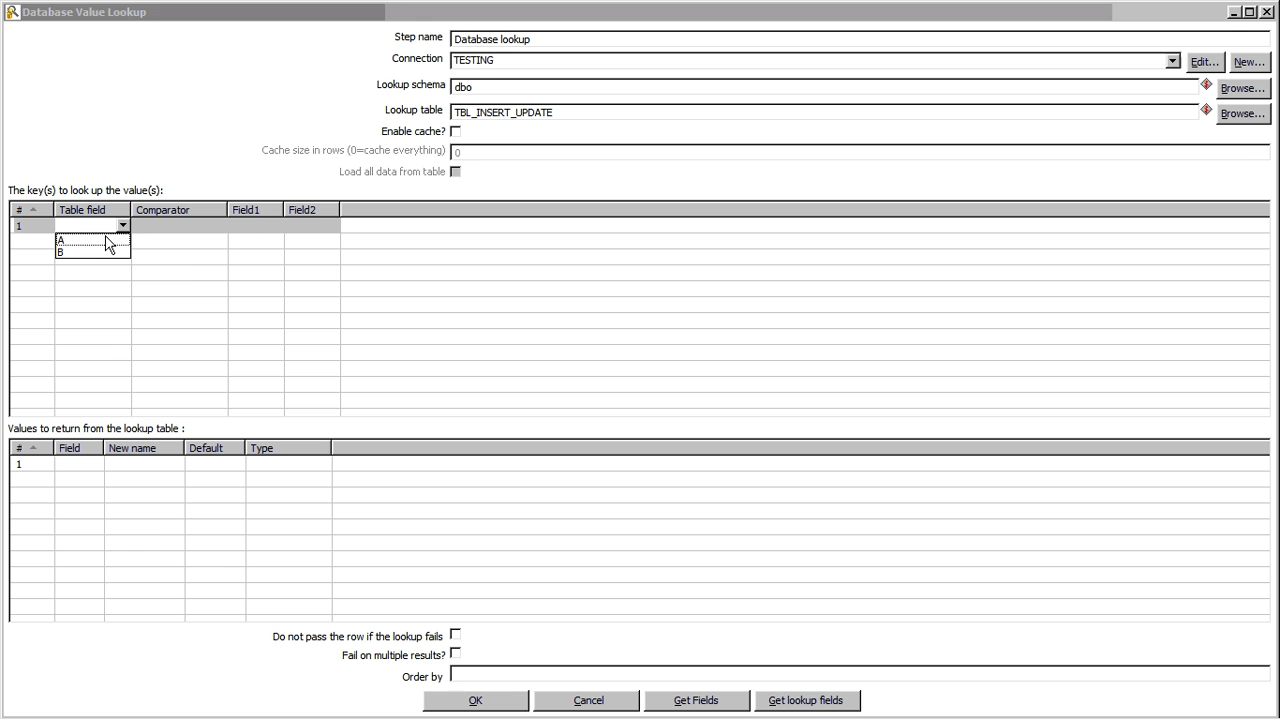 Database Value Lookup
Step name Database lookup
Connection TESTING Edit... New...
Lookup schema dbo Browse...
Lookup table TBL_INSERT_UPDATE Browse...
Enable cache?
Cache size in rows (0=cache everything) 0
Load all data from table
The key(s) to look up the value(s):
# Table field Comparator Field1 Field2
1
A
B
Values to return from the lookup table :
# Field New name Default Type
1
Do not pass the row if the lookup fails
Fail on multiple results?
Order by
OK Cancel Get Fields Get lookup fields